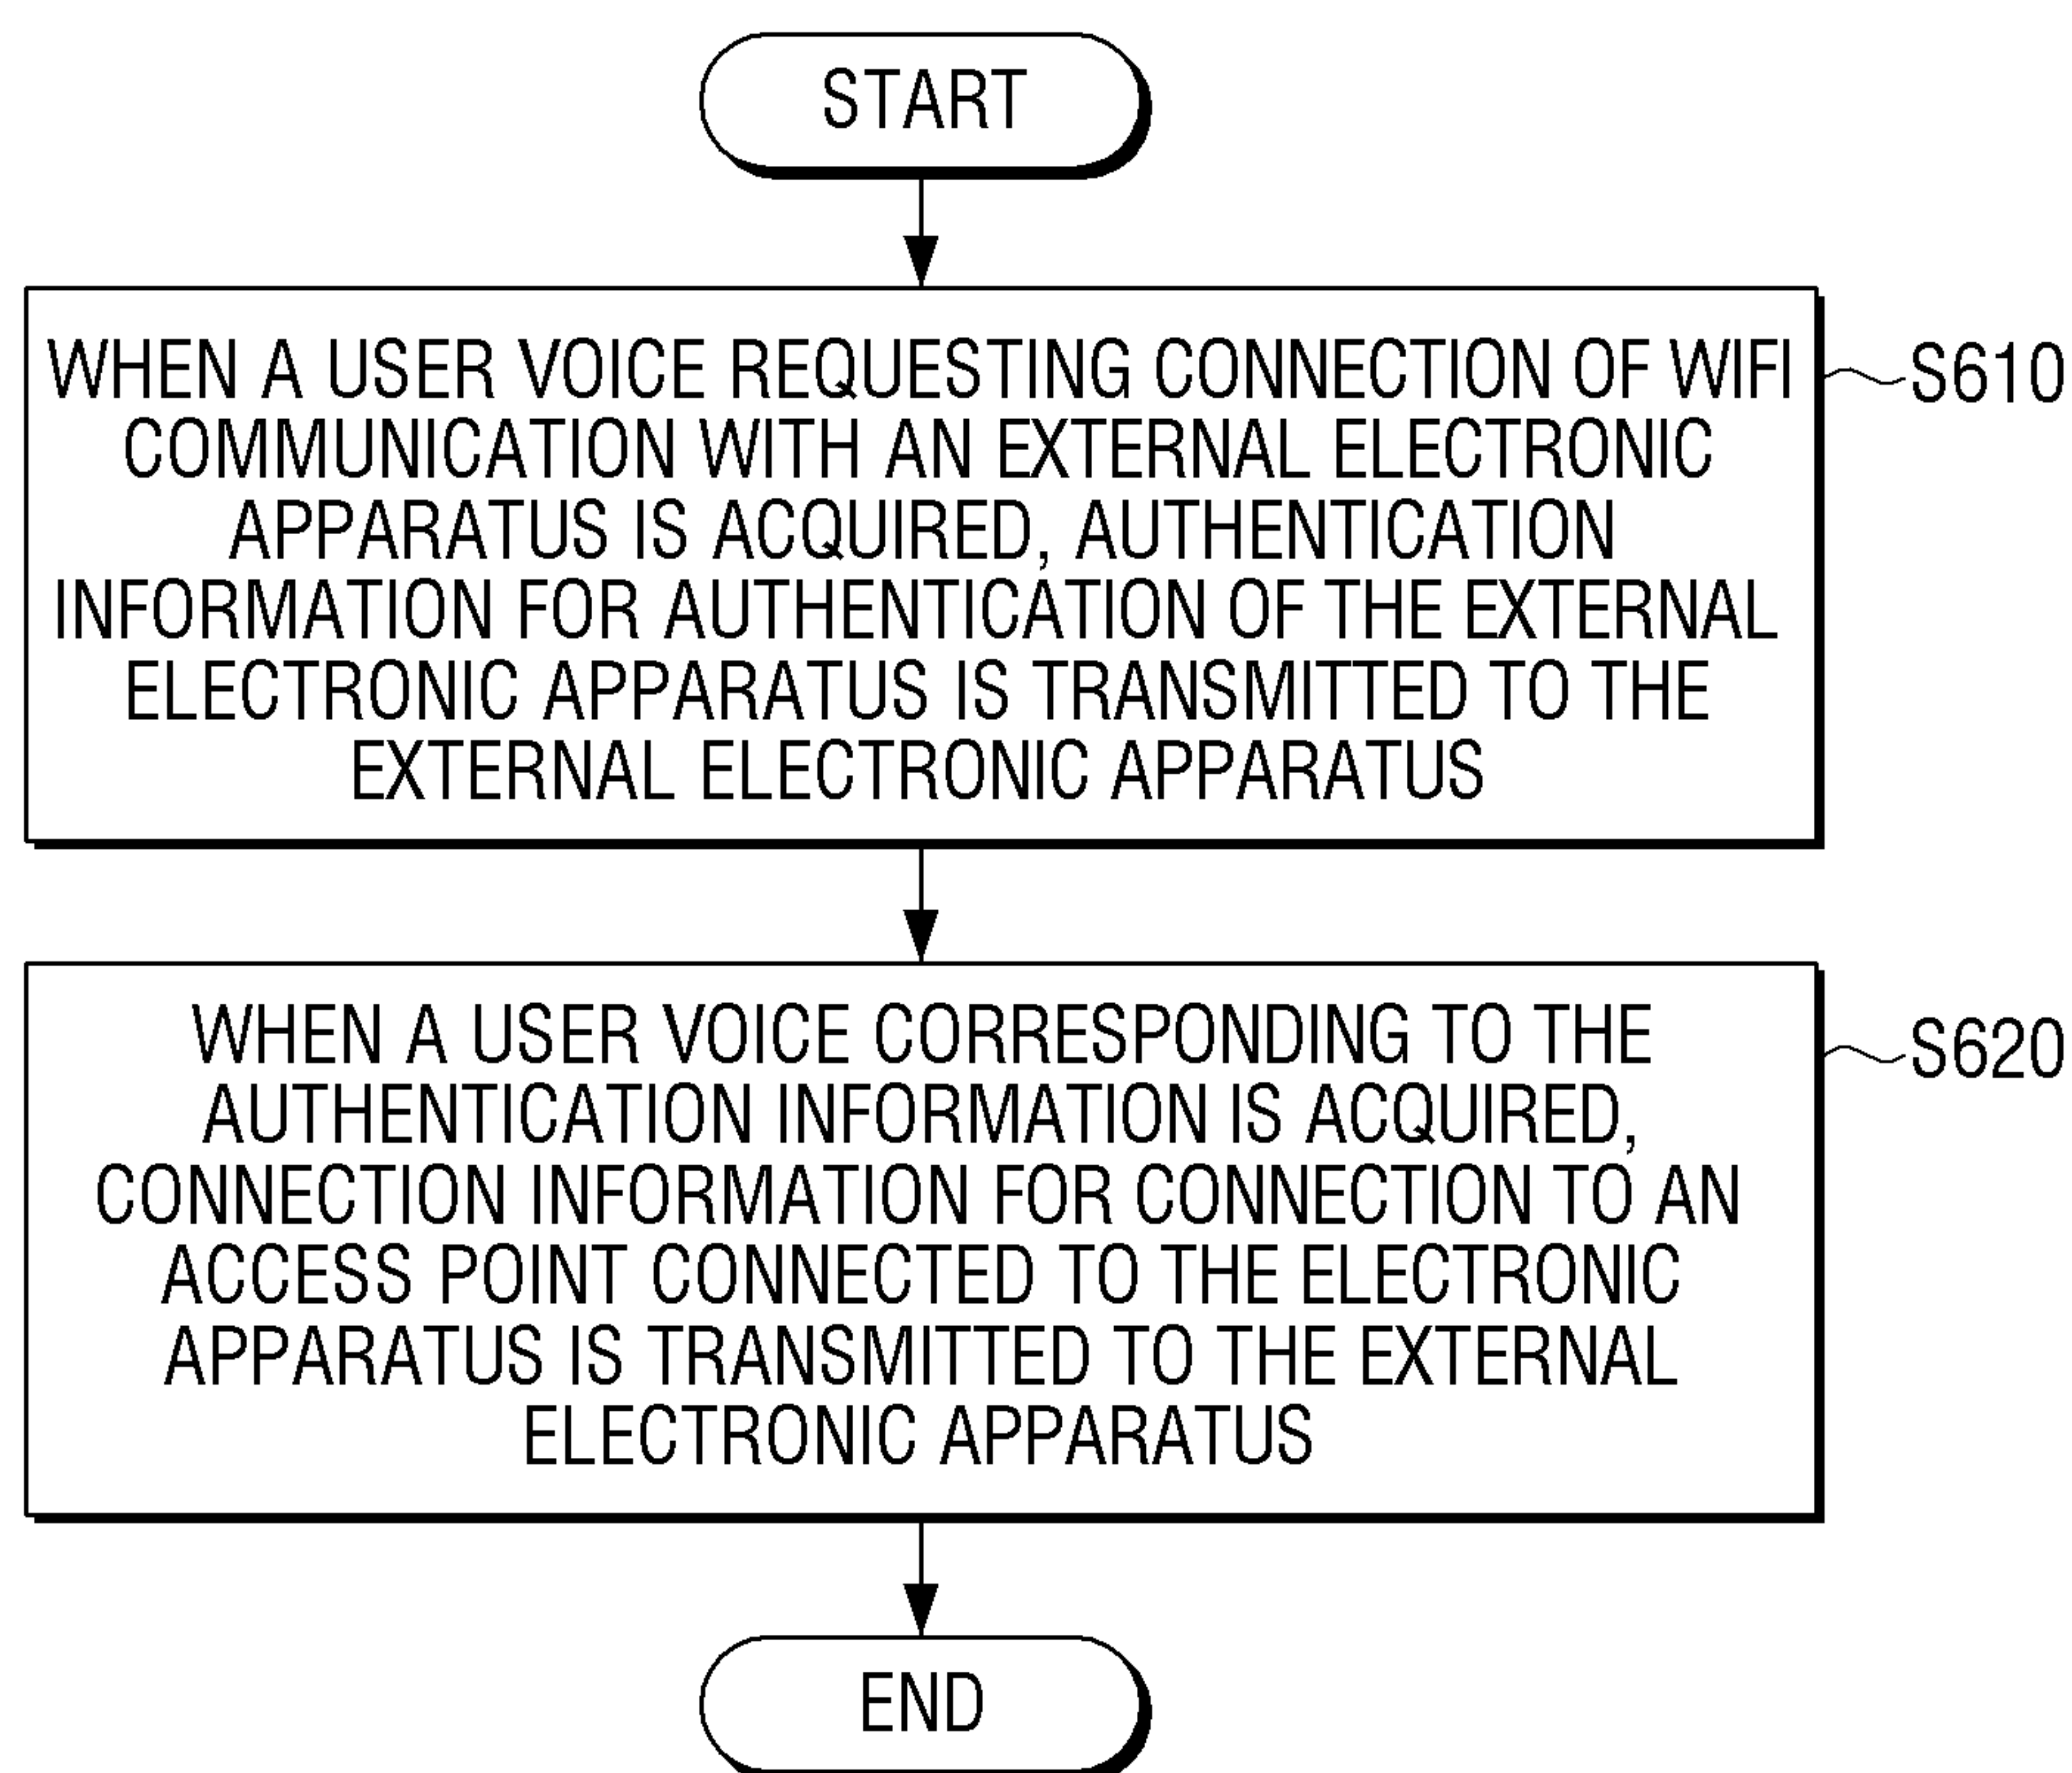 START
WHEN A USER VOICE REQUESTING CONNECTION OF WIFI
COMMUNICATION WITH AN EXTERNAL ELECTRONIC
APPARATUS IS ACQUIRED, AUTHENTICATION
INFORMATION FOR AUTHENTICATION OF THE EXTERNAL
ELECTRONIC APPARATUS IS TRANSMITTED TO THE
EXTERNAL ELECTRONIC APPARATUS
S610
WHEN A USER VOICE CORRESPONDING TO THE
AUTHENTICATION INFORMATION IS ACQUIRED,
CONNECTION INFORMATION FOR CONNECTION TO AN
ACCESS POINT CONNECTED TO THE ELECTRONIC
APPARATUS IS TRANSMITTED TO THE EXTERNAL
ELECTRONIC APPARATUS
S620
END